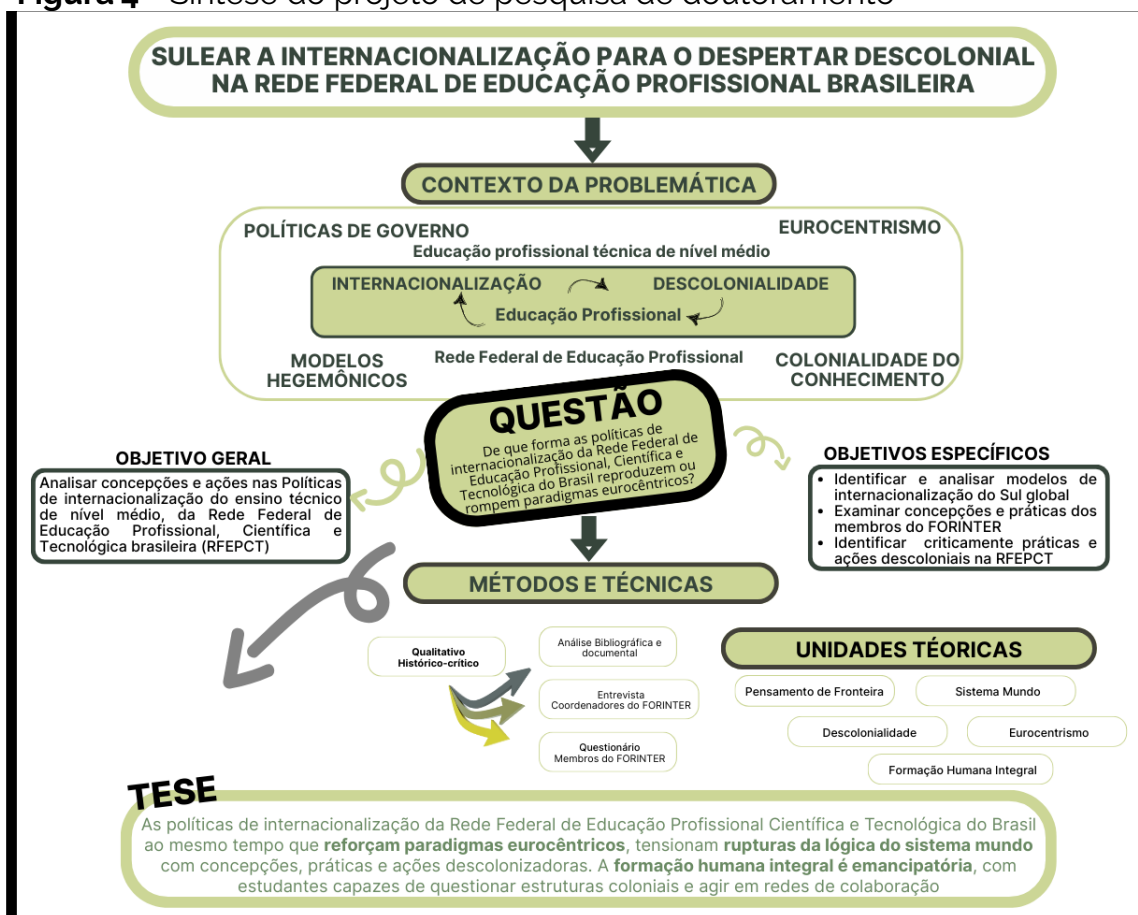 Figura 4 - Síntese do projeto de pesquisa de doutoramento
SULEAR A INTERNACIONALIZAÇÃO PARA O DESPERTAR DESCOLONIAL
NA REDE FEDERAL DE EDUCAÇÃO PROFISSIONAL BRASILEIRA
CONTEXTO DA PROBLEMÁTICA
POLÍTICAS DE GOVERNO
EUROCENTRISMO
Educação profissional técnica de nível médio
INTERNACIONALIZAÇÃO
DESCOLONIALIDADE
Educação Profissional
MODELOS
HEGEMÔNICOS
Rede Federal de Educação Profissional
COLONIALIDADE DO
CONHECIMENTO
QUESTÃO
De que forma as políticas de
internacionalização da Rede Federal de
Educação Profissional, Científica e
Tecnológica do Brasil reproduzem ou
rompem paradigmas eurocêntricos?
OBJETIVO GERAL
Analisar concepções e ações nas Políticas
de internacionalização do ensino técnico
de nível médio, da Rede Federal de
Educação Profissional, Científica e
Tecnológica brasileira (RFEPCT)
OBJETIVOS ESPECÍFICOS
• Identificar e analisar modelos de
internacionalização do Sul global
• Examinar concepções e práticas dos
membros do FORINTER
• Identificar criticamente práticas e
ações descoloniais na RFEPCT
MÉTODOS E TÉCNICAS
Qualitativo
Histórico-crítico
Análise Bibliográfica e
documental
Entrevista
Coordenadores do FORINTER
Questionário
Membros do FORINTER
UNIDADES TÉORICAS
Pensamento de Fronteira
Sistema Mundo
Descolonialidade
Eurocentrismo
Formação Humana Integral
TESE
As políticas de internacionalização da Rede Federal de Educação Profissional Científica e Tecnológica do Brasil
ao mesmo tempo que reforçam paradigmas eurocêntricos, tensionam rupturas da lógica do sistema mundo
com concepções, práticas e ações descolonizadoras. A formação humana integral é emancipatória, com
estudantes capazes de questionar estruturas coloniais e agir em redes de colaboração